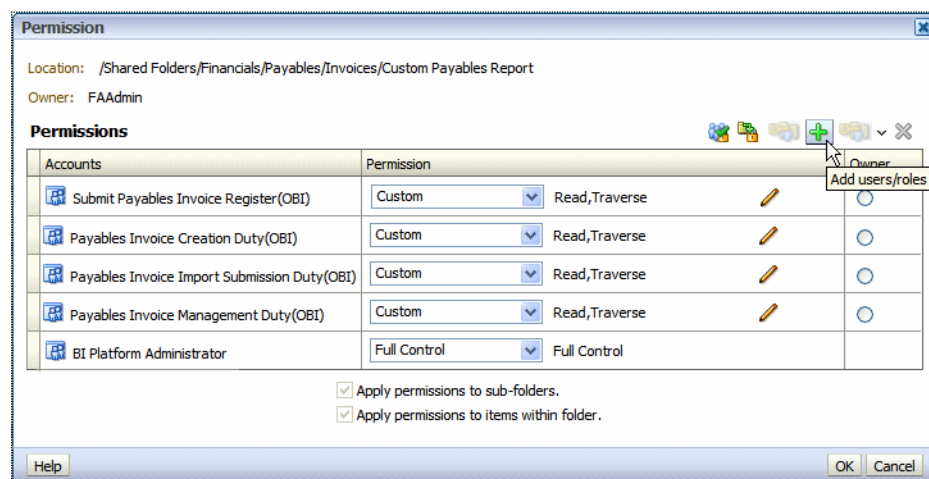 Permission
Location: /Shared Folders/Financials/Payables/Invoices/Custom Payables Report
Owner: FAAdmin
Permissions
Accounts Permission Owner
Add users/roles
Submit Payables Invoice Register(OBI) Custom Read,Traverse
Payables Invoice Creation Duty(OBI) Custom Read,Traverse
Payables Invoice Import Submission Duty(OBI) Custom Read,Traverse
Payables Invoice Management Duty(OBI) Custom Read,Traverse
BI Platform Administrator Full Control Full Control
Apply permissions to sub-folders.
Apply permissions to items within folder.
Help OK Cancel